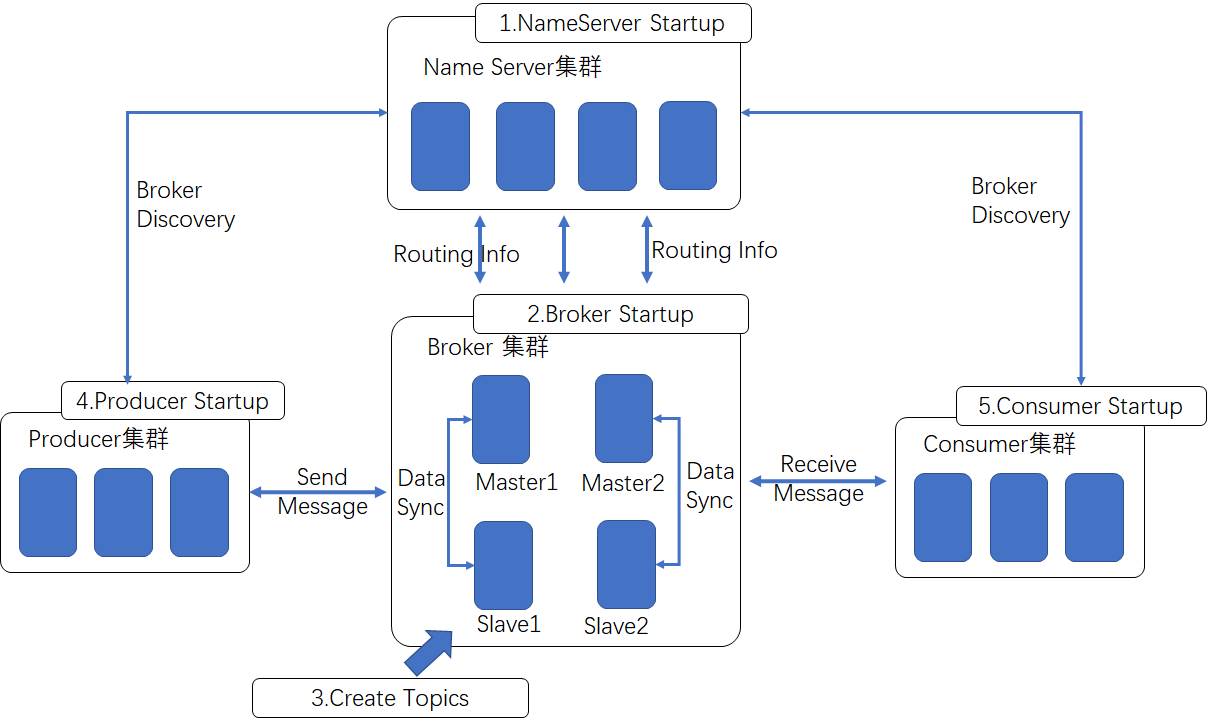 1.NameServer Startup
Name Server集群
Broker
Discovery
Broker
Discovery
Routing Info
Routing Info
2.Broker Startup
Broker 集群
4.Producer Startup
Producer集群
5.Consumer Startup
Consumer集群
Send
Message
Data
Sync
Master1
Master2
Data
Sync
Receive
Message
Slave1
Slave2
3.Create Topics